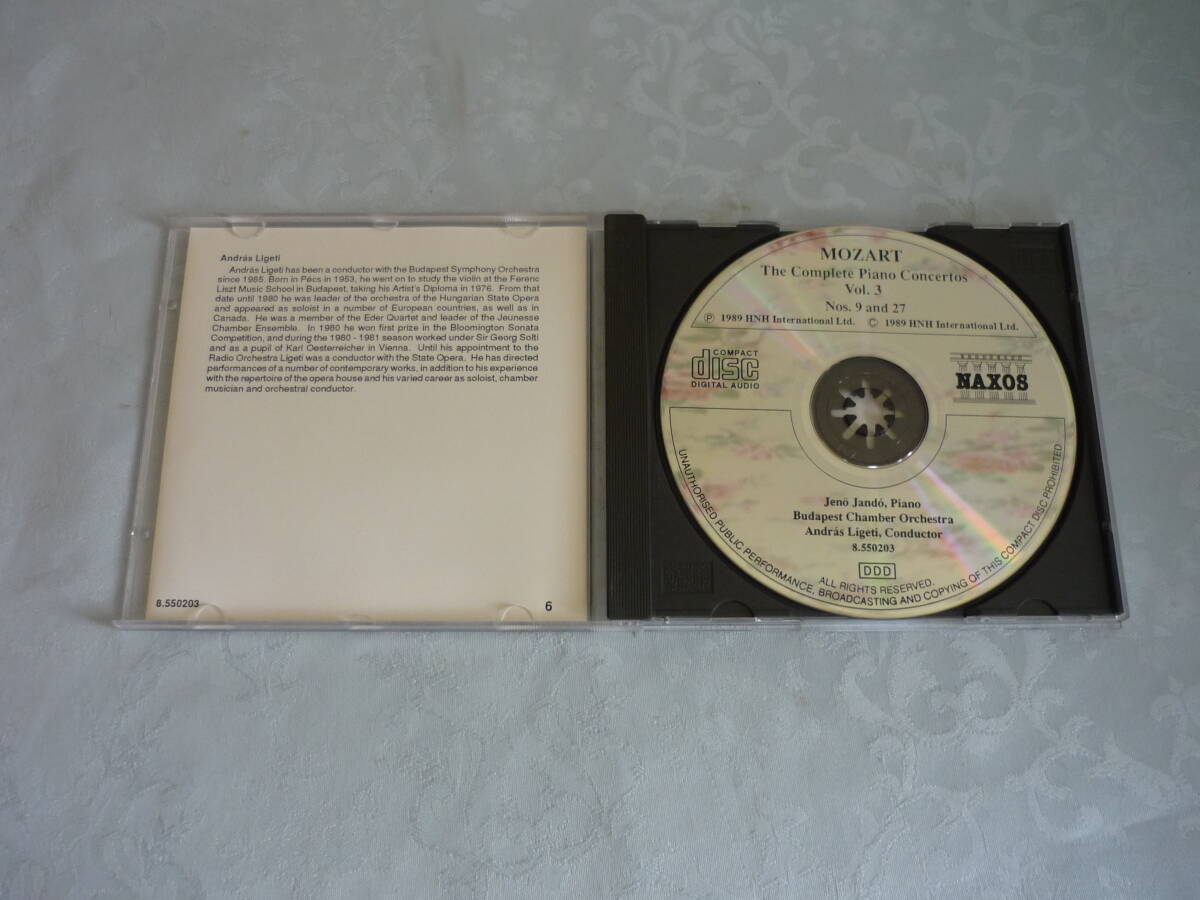 András Ligeti
András Ligeti has been a conductor with the Budapest Symphony Orchestra
since 1985. Born in Pécs in 1953, he went on to study the violin at the Ferenc
Liszt Music School in Budapest, taking his Artist's Diploma in 1976. From that
date until 1980 he was leader of the orchestra of the Hungarian State Opera
and appeared as soloist in a number of European countries, as well as in
Canada. He was a member of the Eder Quartet and leader of the Jeunesse
Chamber Ensemble. In 1980 he won first prize in the Bloomington Sonata
Competition, and during the 1980 - 1981 season worked under Sir Georg Solti
and as a pupil of Karl Oesterreicher in Vienna. Until his appointment to the
Radio Orchestra Ligeti was a conductor with the State Opera. He has directed
performances of a number of contemporary works, in addition to his experience
with the repertoire of the opera house and his varied career as soloist, chamber
musician and orchestral conductor.
8.550203
6
MOZART
The Complete Piano Concertos
Vol. 3
Nos. 9 and 27
Ⓟ 1989 HNH International Ltd. © 1989 HNH International Ltd.
COMPACT
disc
DIGITAL AUDIO
NAXOS
Jenö Jandó, Piano
Budapest Chamber Orchestra
András Ligeti, Conductor
8.550203
DDD
ALL RIGHTS RESERVED.
UNAUTHORISED PUBLIC PERFORMANCE, BROADCASTING AND COPYING OF THIS COMPACT DISC PROHIBITED